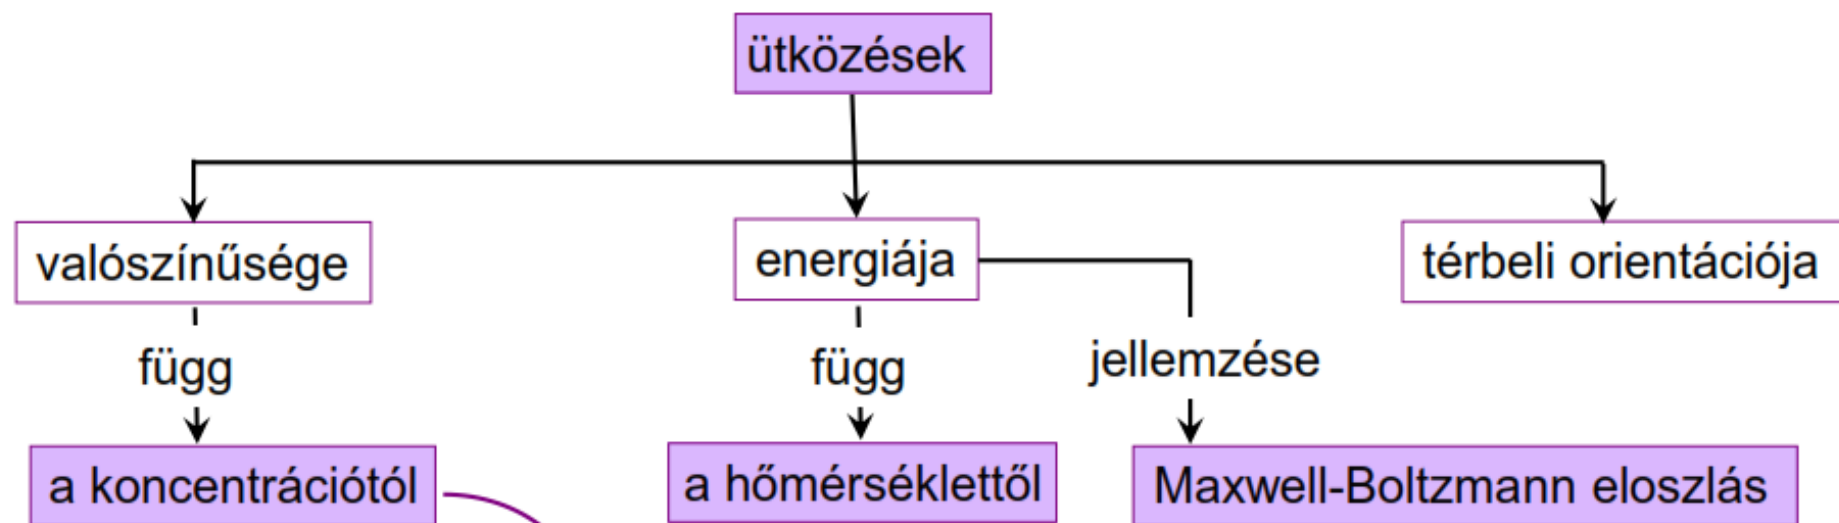 ütközések
valószínűsége
energiája
térbeli orientációja
függ
függ
jellemzése
a koncentrációtól
a hőmérséklettől
Maxwell-Boltzmann eloszlás